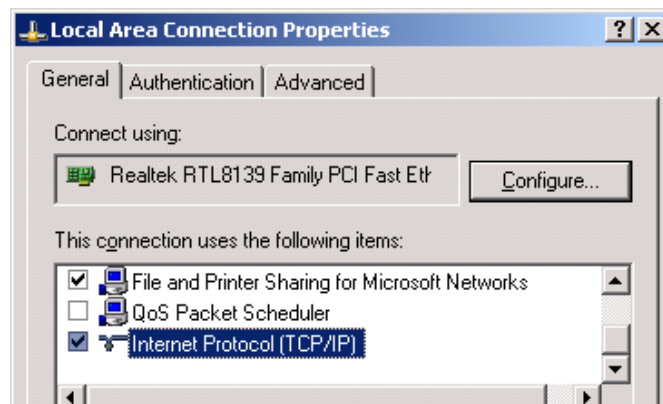 Local Area Connection Properties
General Authentication Advanced
Connect using:
Realtek RTL8139 Family PCI Fast Eth Configure...
This connection uses the following items:
File and Printer Sharing for Microsoft Networks
QoS Packet Scheduler
Internet Protocol (TCP/IP)